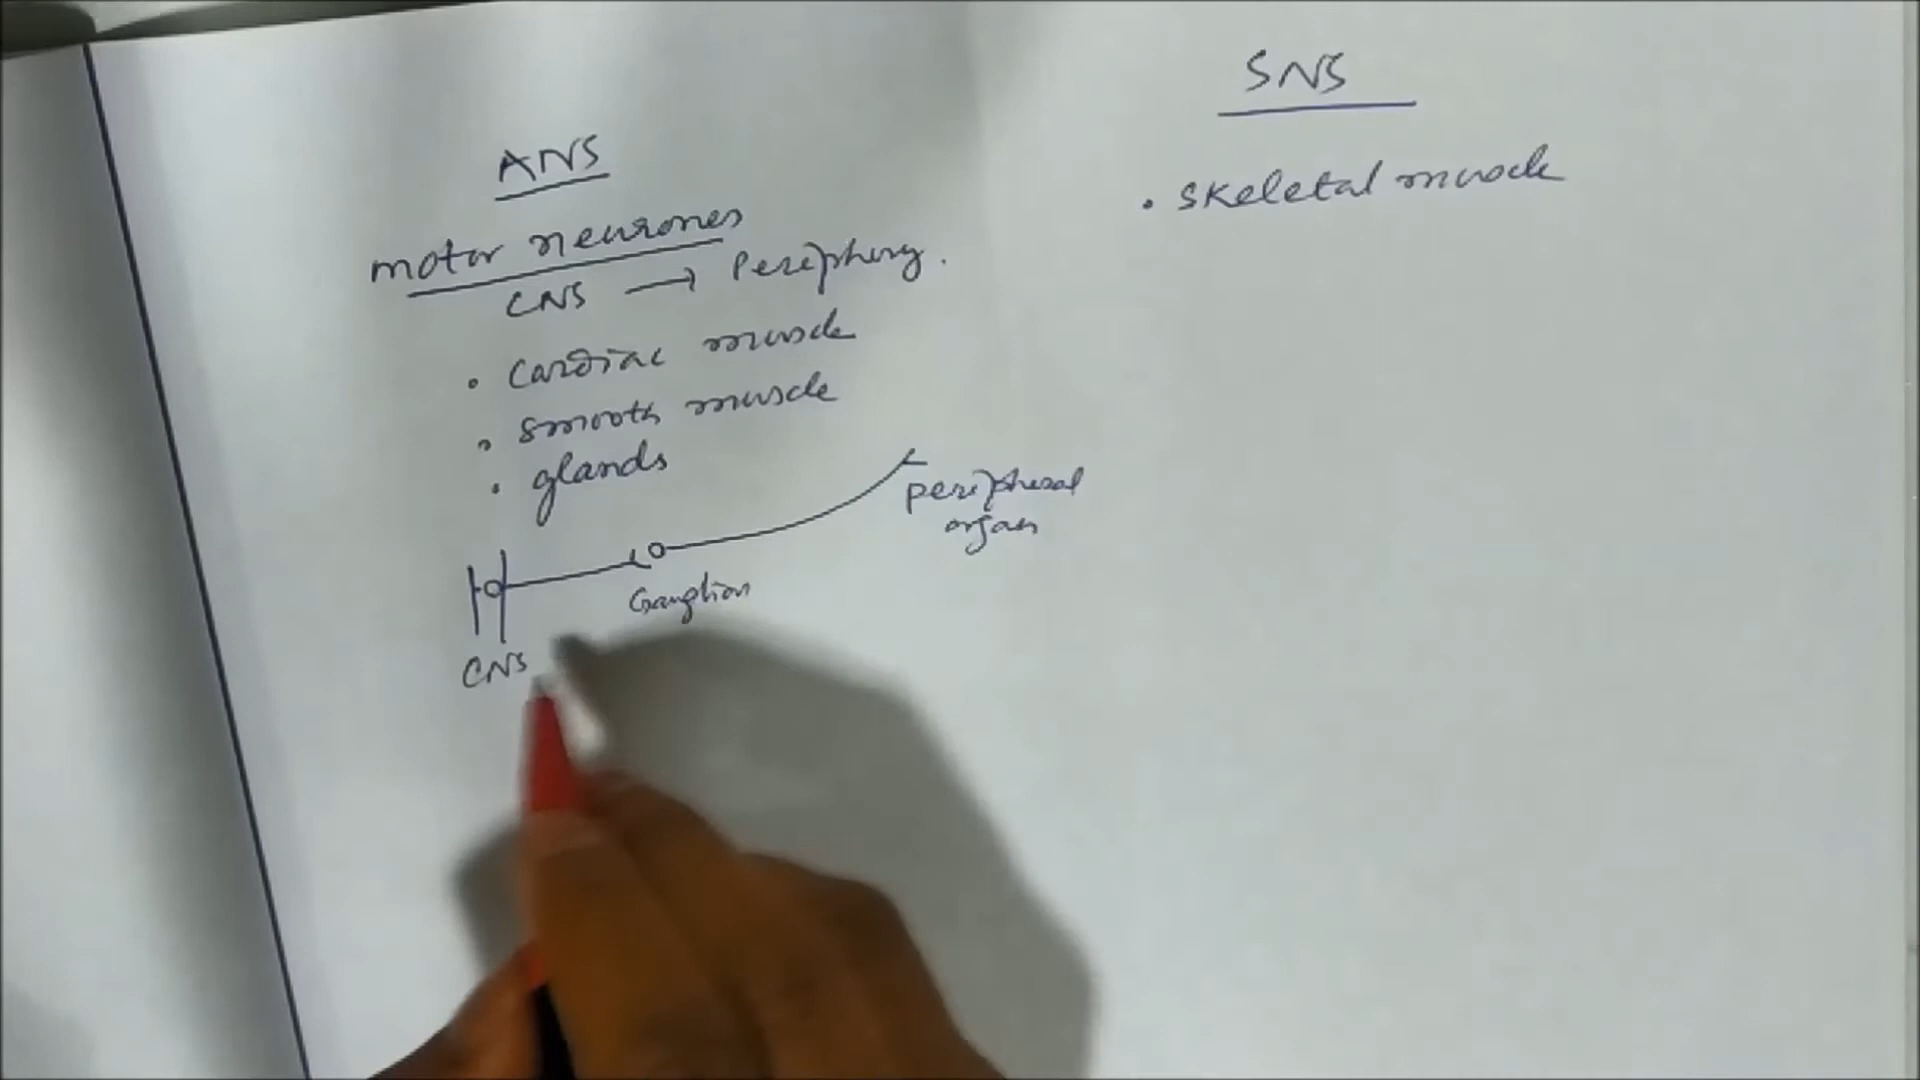 ANS
motor neurones
CNS → Periphery.
• Cardiac muscle
• smooth muscle
• glands
peripheral
organ
Ganglion
CNS
SNS
• skeletal muscle